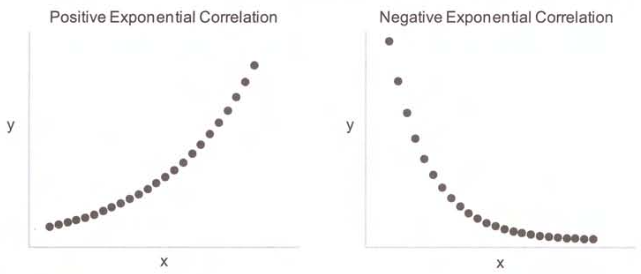 Positive Exponential Correlation
y
x
Negative Exponential Correlation
y
x